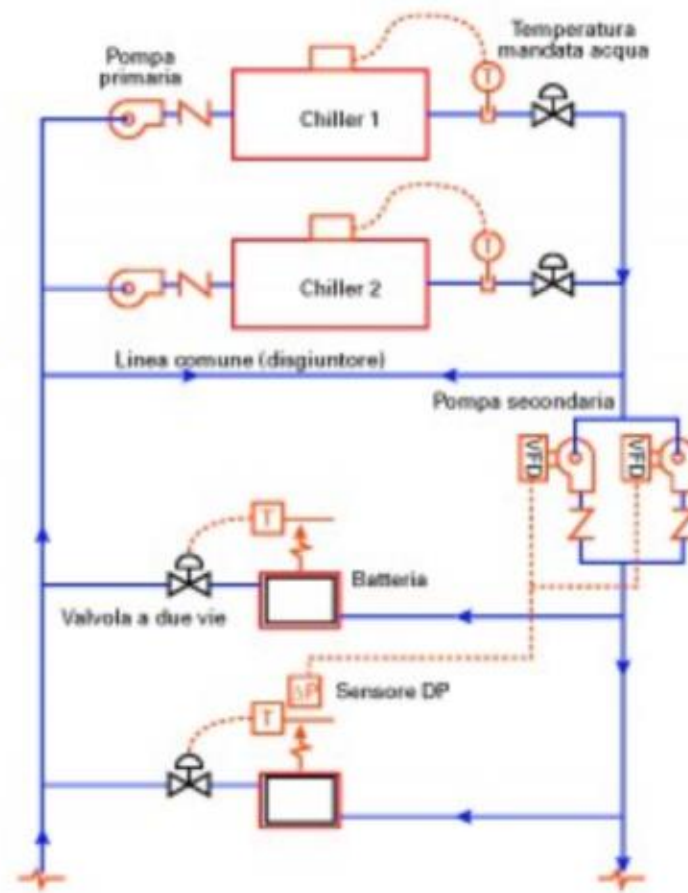 Pompa
primaria
Temperatura
mandata acqua
T
Chiller 1
T
Chiller 2
Linea comune (disgiuntore)
Pompa secondaria
VFD
VFD
T
Batteria
Valvola a due vie
ΔP
Sensore DP
T